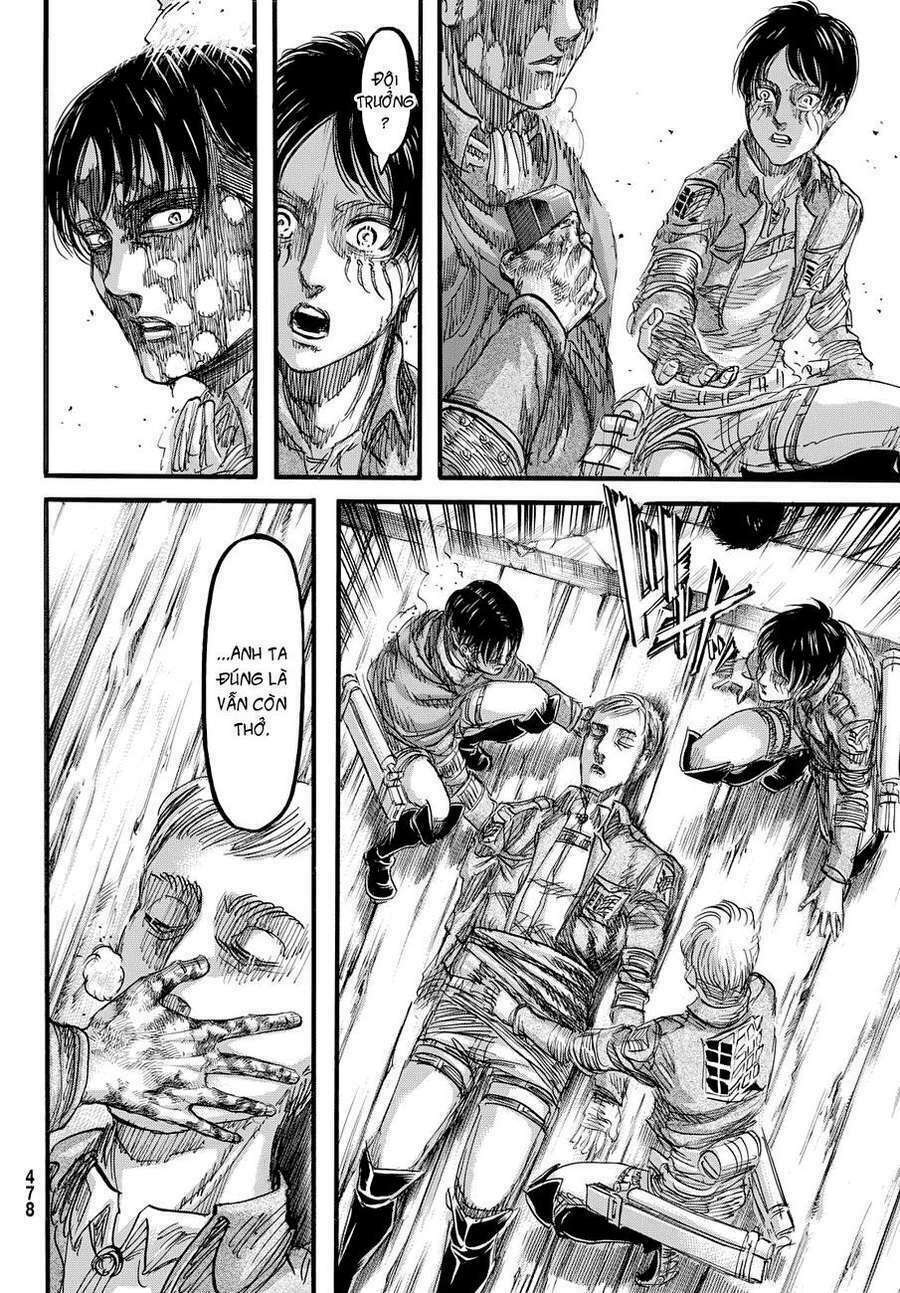 ĐỘI
TRƯỞNG
?
...ANH TA
ĐÚNG LÀ
VẪN CÒN
THỞ.
478